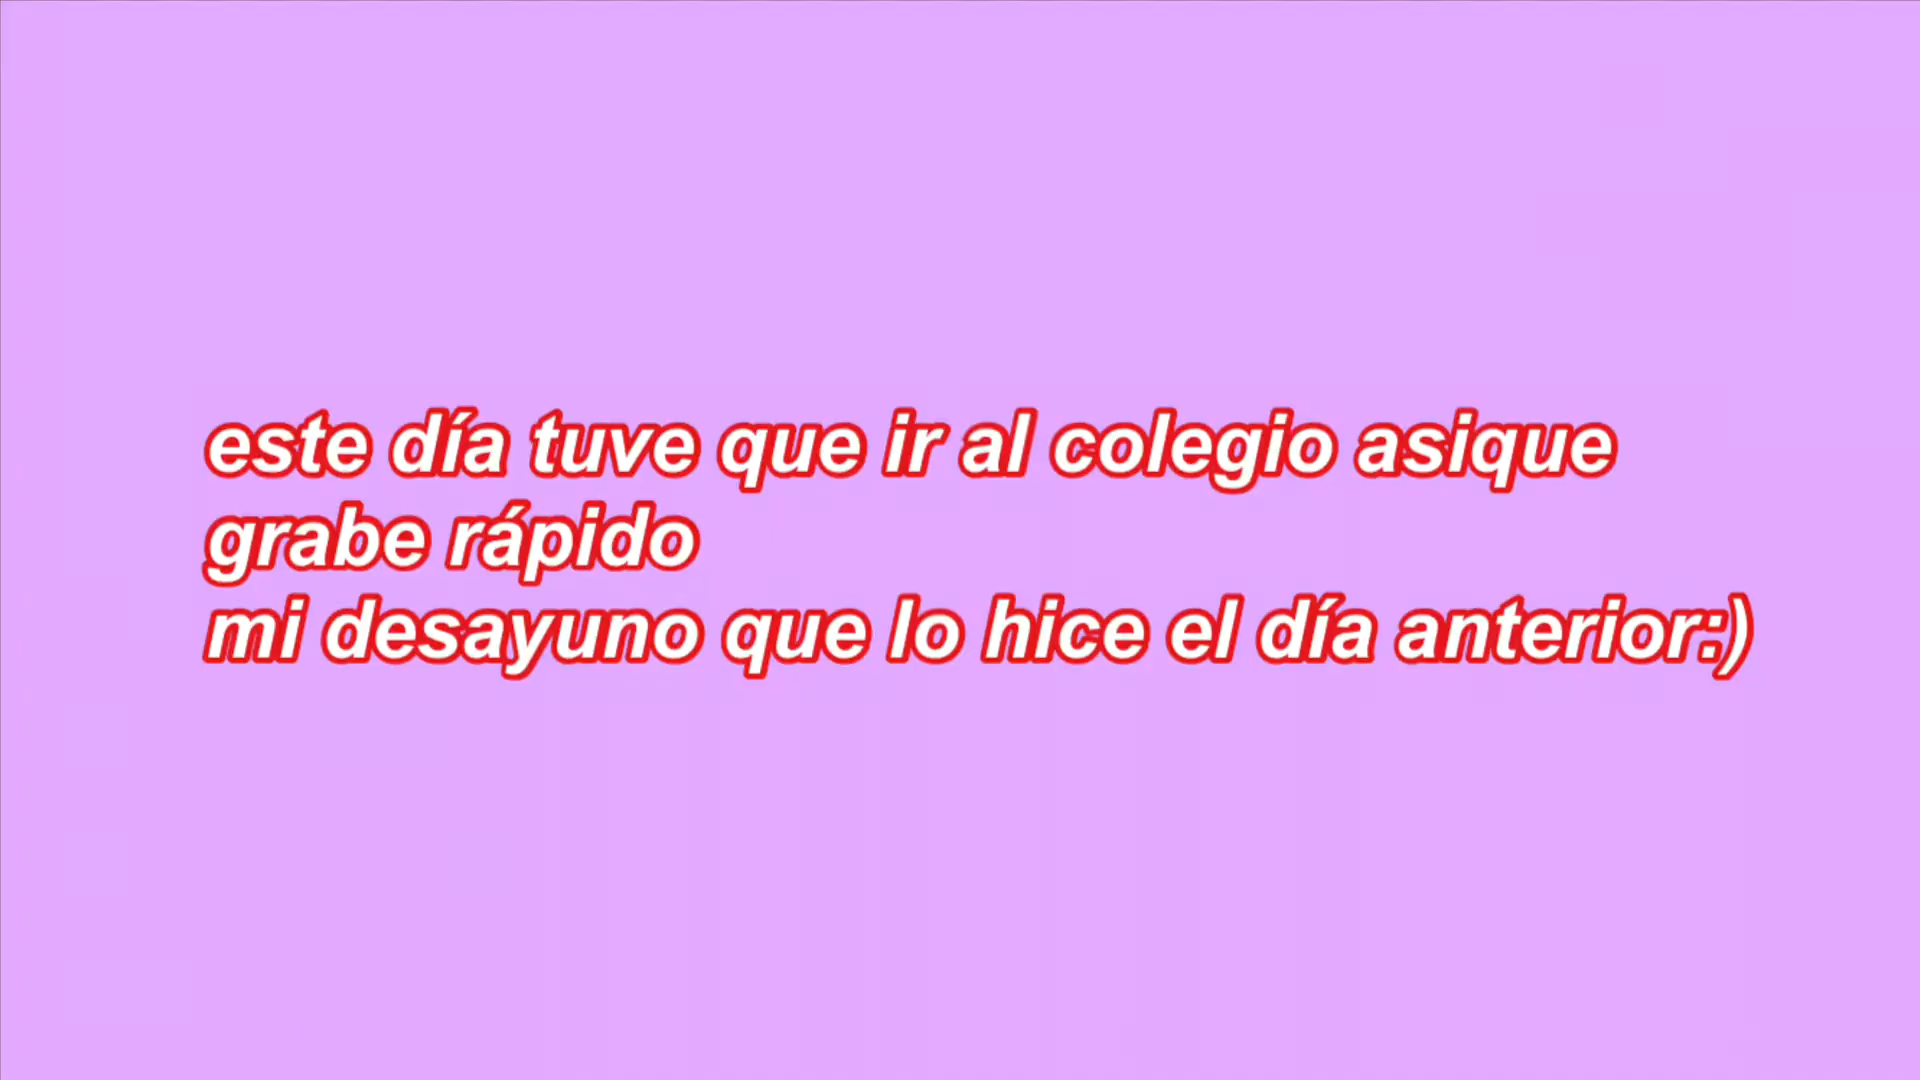 este día tuve que ir al colegio asique
grabe rápido
mi desayuno que lo hice el día anterior:)